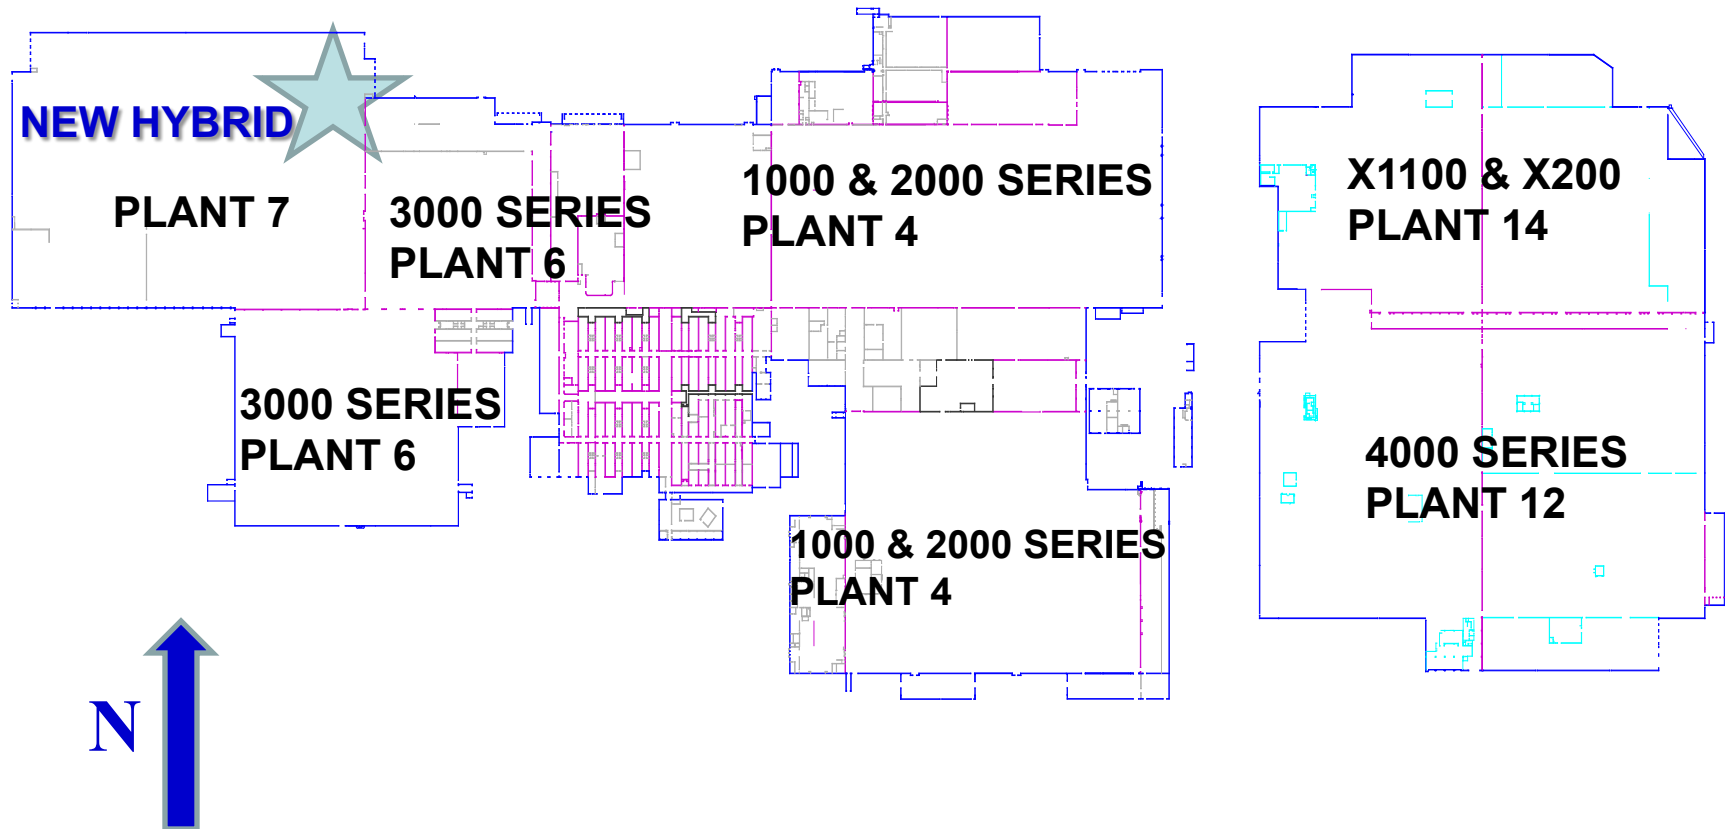 NEW HYBRID
PLANT 7
3000 SERIES
PLANT 6
1000 & 2000 SERIES
PLANT 4
X1100 & X200
PLANT 14
3000 SERIES
PLANT 6
4000 SERIES
PLANT 12
1000 & 2000 SERIES
PLANT 4
N